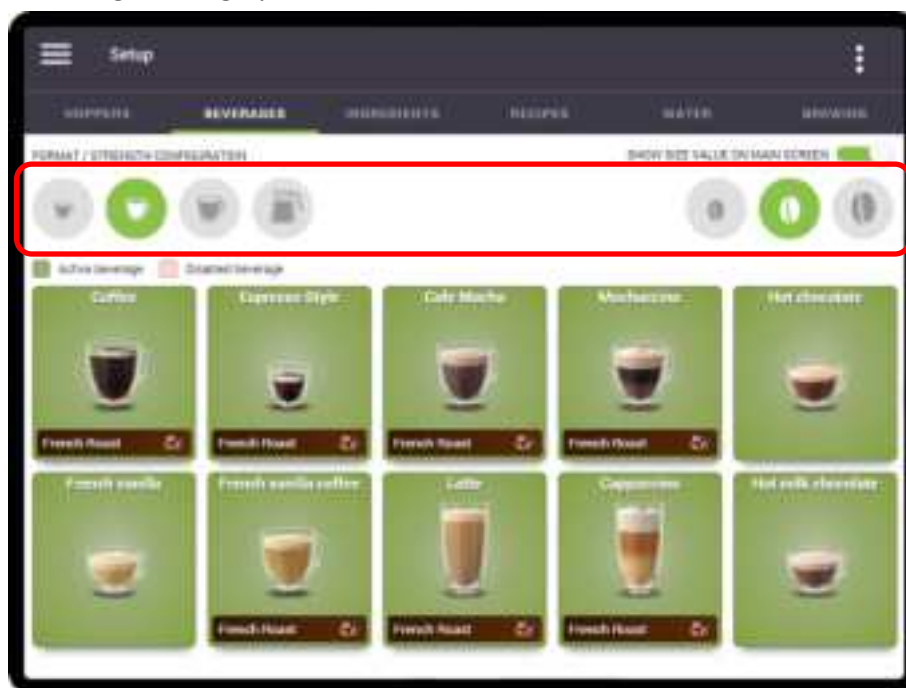 Setup
HOPPERS BEVERAGES INGREDIENTS RECIPES WATER BREWING
FORMAT / STRENGTH CONFIGURATION SHOW SIZE VALUE ON MAIN SCREEN
Active beverage Disabled beverage
Coffee Espresso Style Cafe Mocha Mochaccino Hot chocolate
French Roast French Roast French Roast French Roast
French vanilla French vanilla coffee Latte Cappuccino Hot milk chocolate
French Roast French Roast French Roast